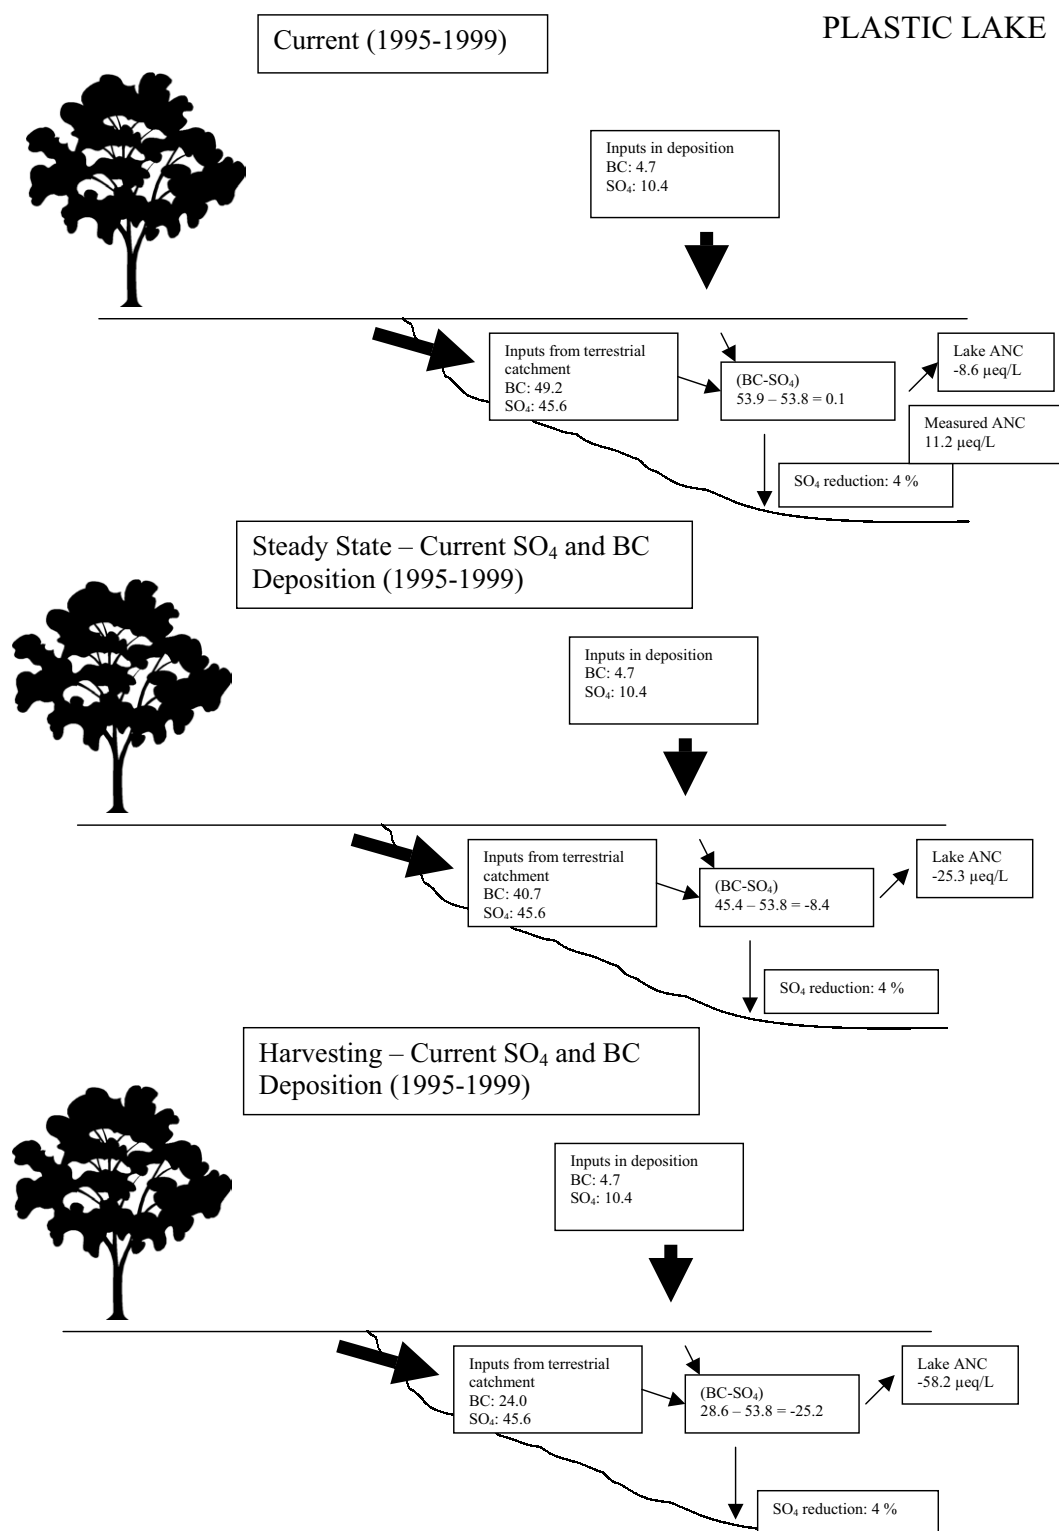 PLASTIC LAKE
Current (1995-1999)
Inputs in deposition
BC: 4.7
SO₄: 10.4
Inputs from terrestrial
catchment
BC: 49.2
SO₄: 45.6
(BC-SO₄)
53.9 – 53.8 = 0.1
Lake ANC
-8.6 µeq/L
Measured ANC
11.2 µeq/L
SO₄ reduction: 4 %
Steady State – Current SO₄ and BC
Deposition (1995-1999)
Inputs in deposition
BC: 4.7
SO₄: 10.4
Inputs from terrestrial
catchment
BC: 40.7
SO₄: 45.6
(BC-SO₄)
45.4 – 53.8 = -8.4
Lake ANC
-25.3 µeq/L
SO₄ reduction: 4 %
Harvesting – Current SO₄ and BC
Deposition (1995-1999)
Inputs in deposition
BC: 4.7
SO₄: 10.4
Inputs from terrestrial
catchment
BC: 24.0
SO₄: 45.6
(BC-SO₄)
28.6 – 53.8 = -25.2
Lake ANC
-58.2 µeq/L
SO₄ reduction: 4 %